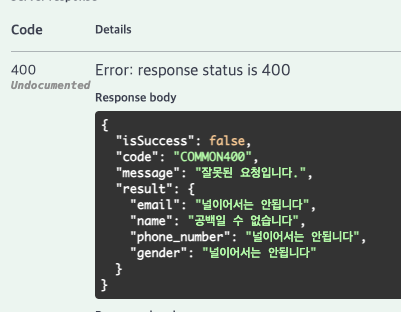 Code Details
400 Error: response status is 400
Undocumented
Response body
{
"isSuccess": false,
"code": "COMMON400",
"message": "잘못된 요청입니다.",
"result": {
"email": "널이어서는 안됩니다",
"name": "공백일 수 없습니다",
"phone_number": "널이어서는 안됩니다",
"gender": "널이어서는 안됩니다"
}
}